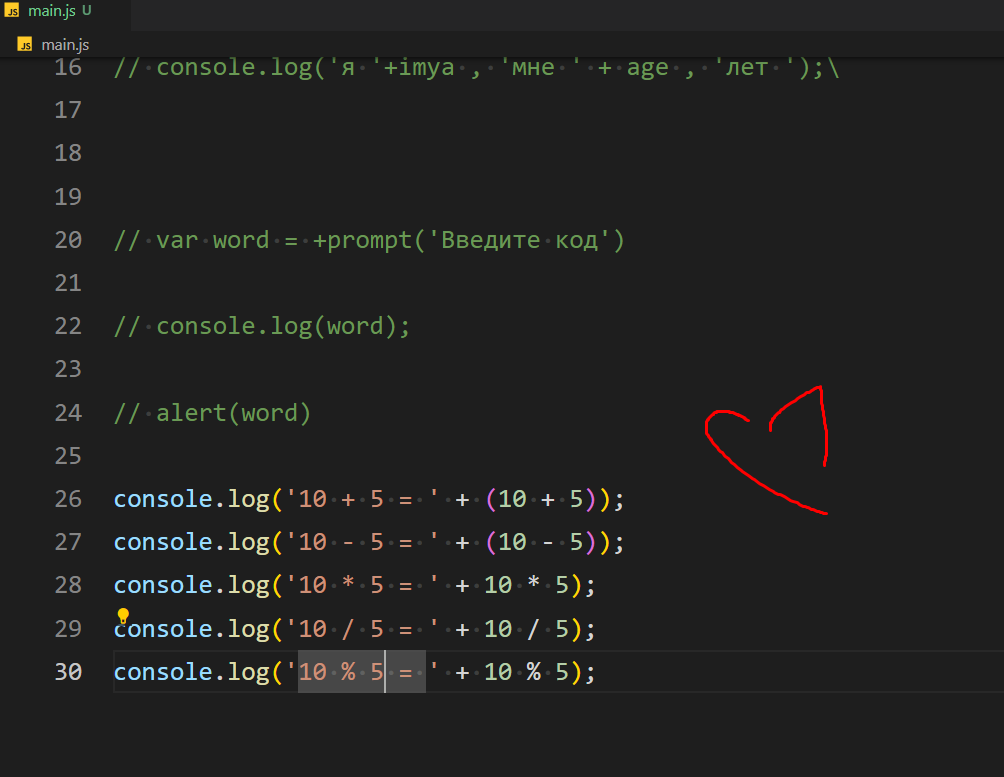 JS main.js U
JS main.js
16 // console.log('я '+imya , 'мне ' + age , 'лет ');\
17
18
19
20 // var word = +prompt('Введите код')
21
22 // console.log(word);
23
24 // alert(word)
25
26 console.log('10 + 5 = ' + (10 + 5));
27 console.log('10 - 5 = ' + (10 - 5));
28 console.log('10 * 5 = ' + 10 * 5);
29 console.log('10 / 5 = ' + 10 / 5);
30 console.log('10 % 5 = ' + 10 % 5);